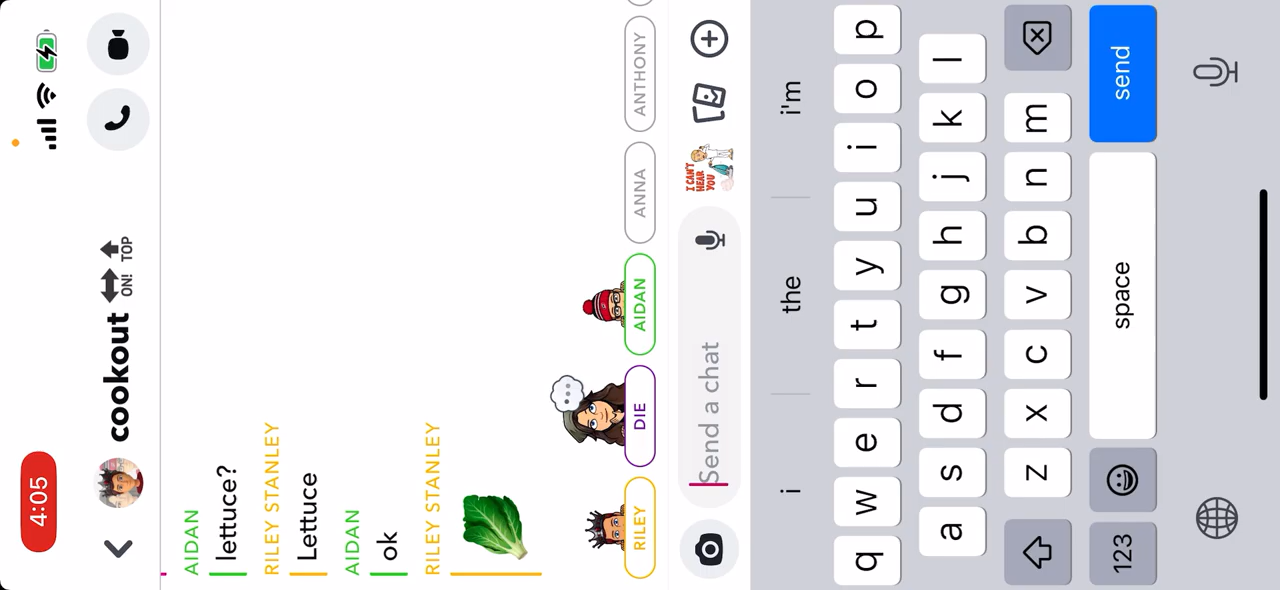 4:05
cookout
ON!
TOP
AIDAN
lettuce?
RILEY STANLEY
Lettuce
AIDAN
ok
RILEY STANLEY
RILEY
DIE
AIDAN
ANNA
ANTHONY
Send a chat
I CAN'T
HEAR
YOU
i the i'm
q w e r t y u i o p
a s d f g h j k l
z x c v b n m
123 space send